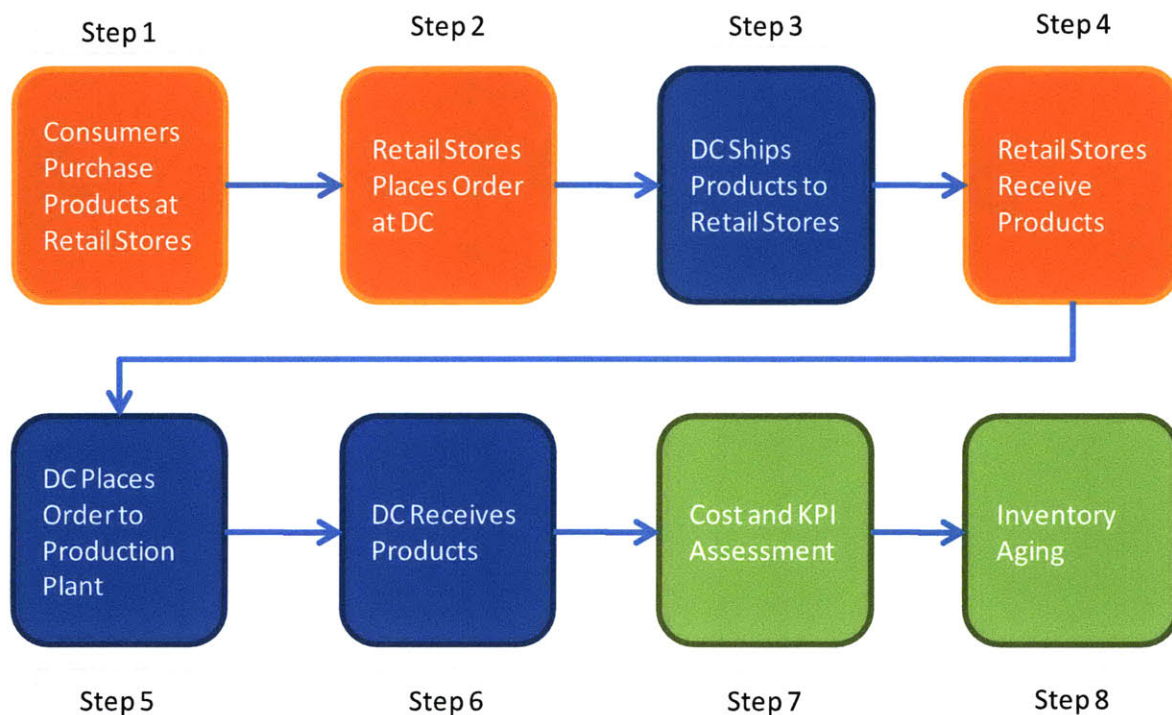 Step 1
Step 2
Step 3
Step 4
Consumers
Purchase
Products at
Retail Stores
Retail Stores
Places Order
at DC
DC Ships
Products to
Retail Stores
Retail Stores
Receive
Products
DC Places
Order to
Production
Plant
DC Receives
Products
Cost and KPI
Assessment
Inventory
Aging
Step 5
Step 6
Step 7
Step 8